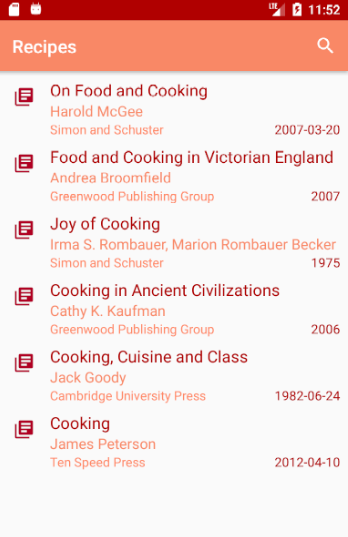 LTE 11:52
Recipes
On Food and Cooking
Harold McGee
Simon and Schuster 2007-03-20
Food and Cooking in Victorian England
Andrea Broomfield
Greenwood Publishing Group 2007
Joy of Cooking
Irma S. Rombauer, Marion Rombauer Becker
Simon and Schuster 1975
Cooking in Ancient Civilizations
Cathy K. Kaufman
Greenwood Publishing Group 2006
Cooking, Cuisine and Class
Jack Goody
Cambridge University Press 1982-06-24
Cooking
James Peterson
Ten Speed Press 2012-04-10